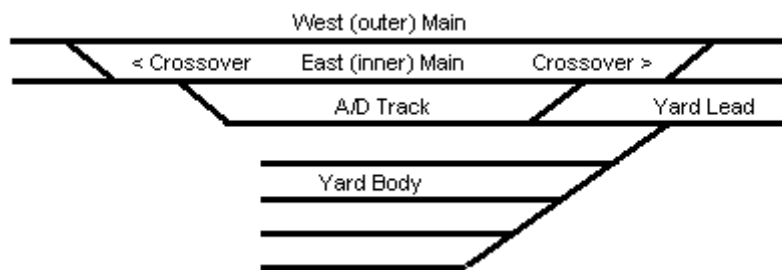 West (outer) Main
< Crossover East (inner) Main Crossover >
A/D Track Yard Lead
Yard Body